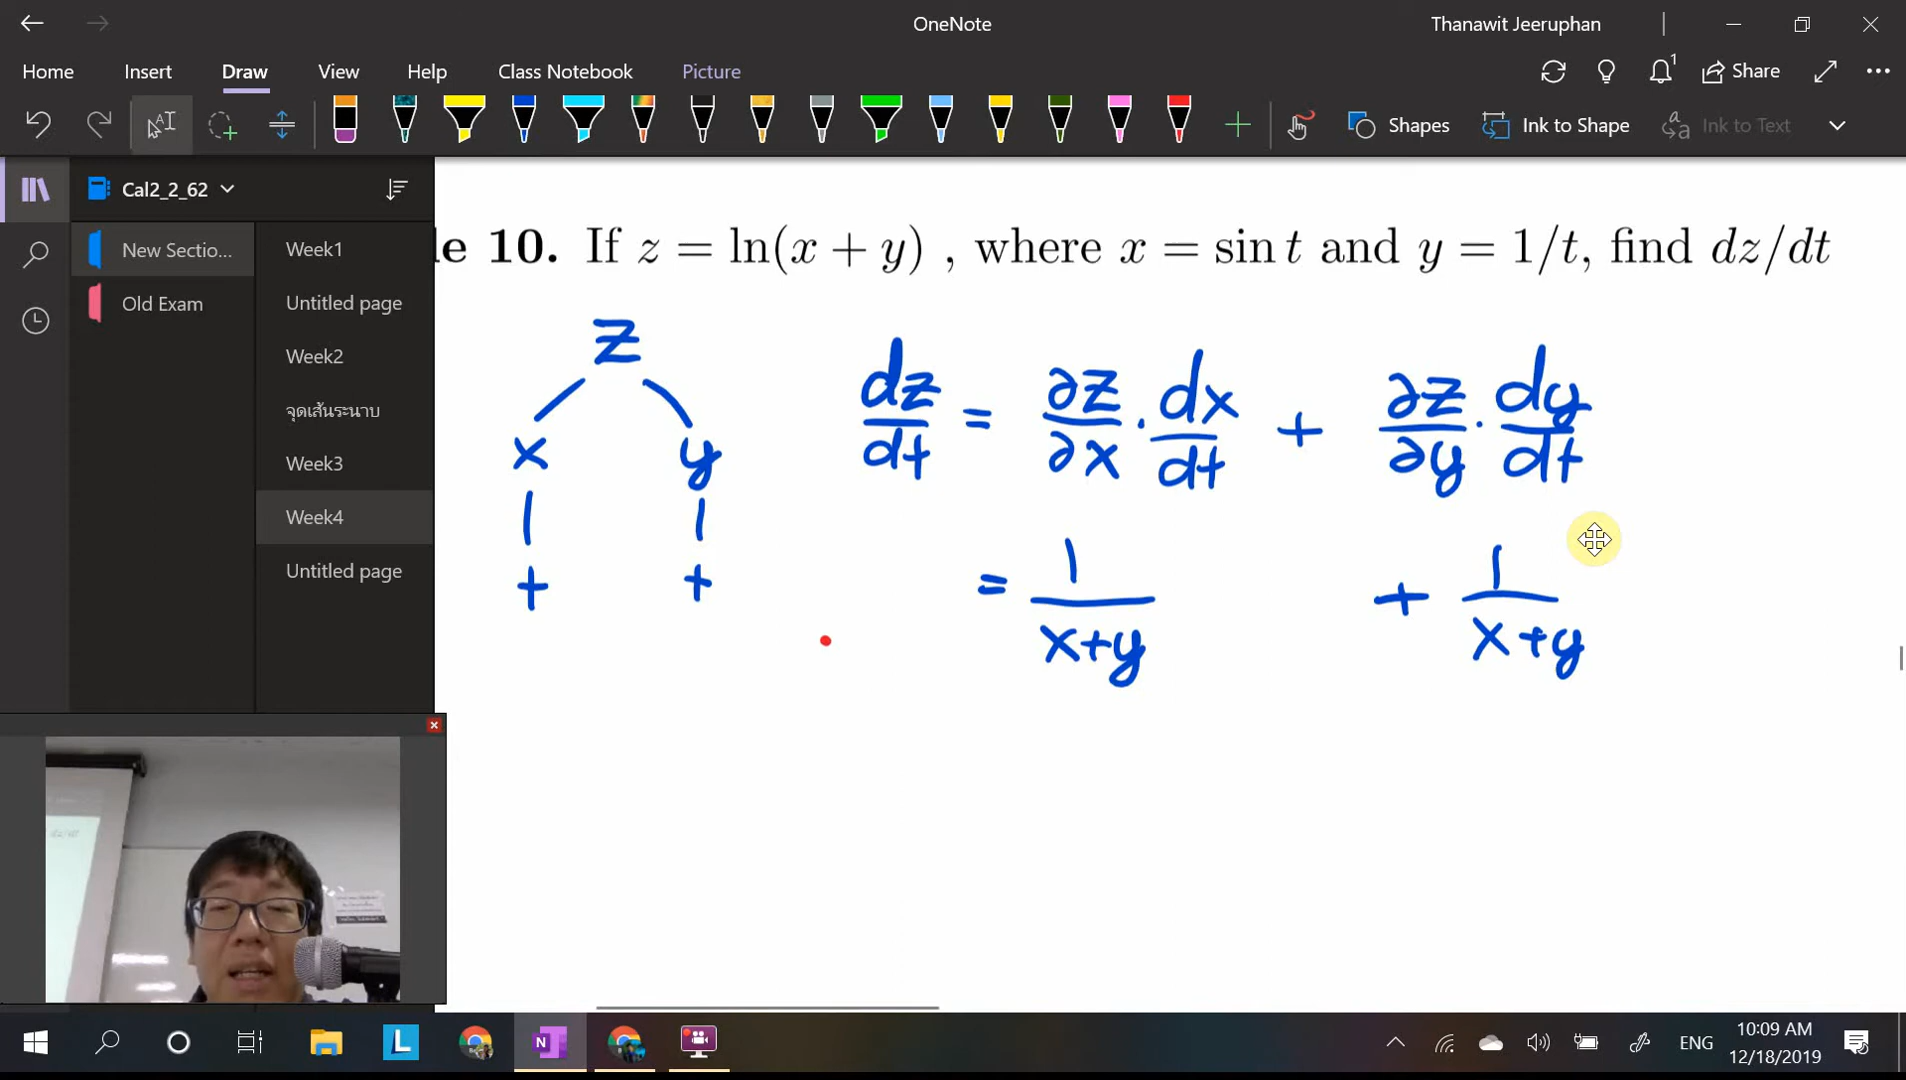 OneNote
Thanawit Jeeruphan
Home Insert Draw View Help Class Notebook Picture
1 Share
Shapes Ink to Shape Ink to Text
Cal2_2_62
New Sectio...
Old Exam
Week1
Untitled page
Week2
จุดเส้นระนาบ
Week3
Week4
Untitled page
le 10. If z = ln(x + y) , where x = sin t and y = 1/t, find dz/dt
z
x y
t t
dz/dt = ∂z/∂x · dx/dt + ∂z/∂y · dy/dt
= 1/x+y + 1/x+y
L
N
ENG
10:09 AM
12/18/2019